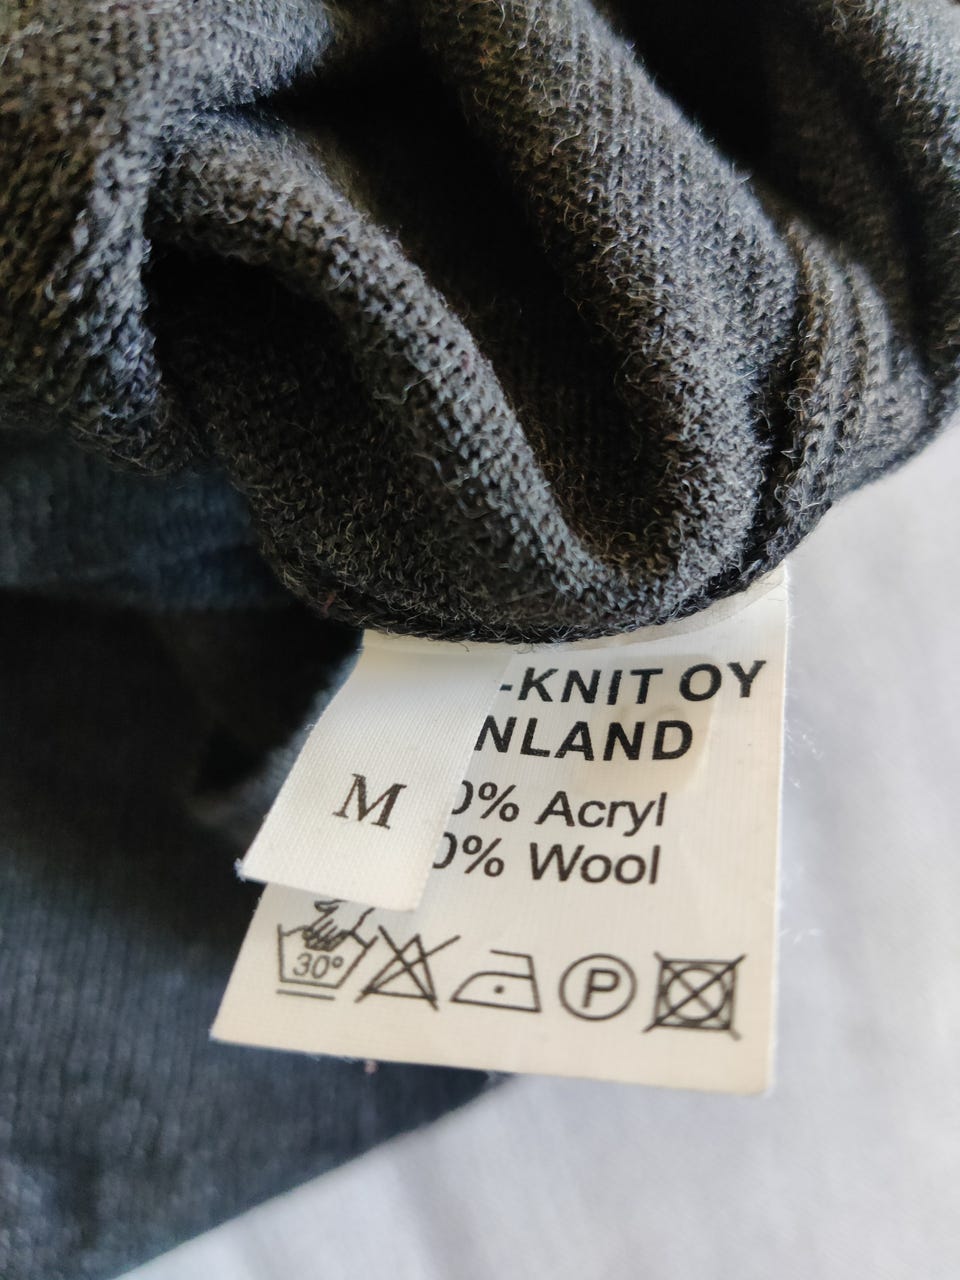 -KNIT OY
NLAND
M
0% Acryl
0% Wool
30°
P